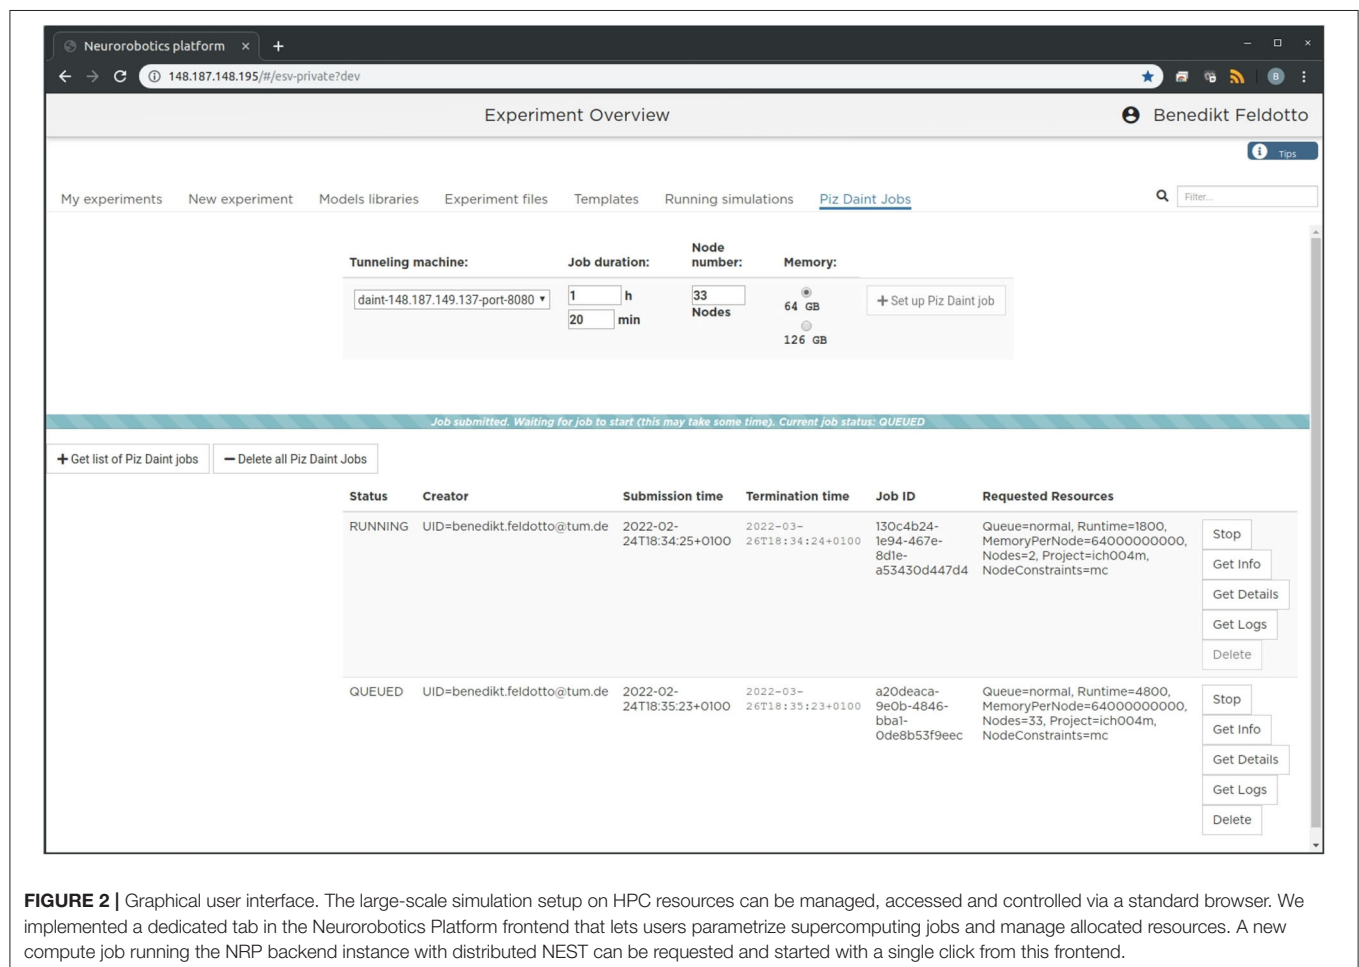 Neurorobotics platform × +
148.187.148.195/#/esv-private?dev
B
Experiment Overview
Benedikt Feldotto
Tips
My experiments New experiment Models libraries Experiment files Templates Running simulations Piz Daint Jobs
Filter...
Tunneling machine: Job duration: Node number: Memory:
daint-148.187.149.137-port-8080
1 h
20 min
33
Nodes
64 GB
126 GB
+ Set up Piz Daint job
Job submitted. Waiting for job to start (this may take some time). Current job status: QUEUED
+ Get list of Piz Daint jobs
− Delete all Piz Daint Jobs
Status Creator Submission time Termination time Job ID Requested Resources
RUNNING UID=benedikt.feldotto@tum.de
2022-02-
24T18:34:25+0100
2022-03-
26T18:34:24+0100
130c4b24-
1e94-467e-
8d1e-
a53430d447d4
Queue=normal, Runtime=1800,
MemoryPerNode=64000000000,
Nodes=2, Project=ich004m,
NodeConstraints=mc
Stop
Get Info
Get Details
Get Logs
Delete
QUEUED UID=benedikt.feldotto@tum.de
2022-02-
24T18:35:23+0100
2022-03-
26T18:35:23+0100
a20deaca-
9e0b-4846-
bba1-
0de8b53f9eec
Queue=normal, Runtime=4800,
MemoryPerNode=64000000000,
Nodes=33, Project=ich004m,
NodeConstraints=mc
Stop
Get Info
Get Details
Get Logs
Delete
FIGURE 2 | Graphical user interface. The large-scale simulation setup on HPC resources can be managed, accessed and controlled via a standard browser. We
implemented a dedicated tab in the Neurorobotics Platform frontend that lets users parametrize supercomputing jobs and manage allocated resources. A new
compute job running the NRP backend instance with distributed NEST can be requested and started with a single click from this frontend.